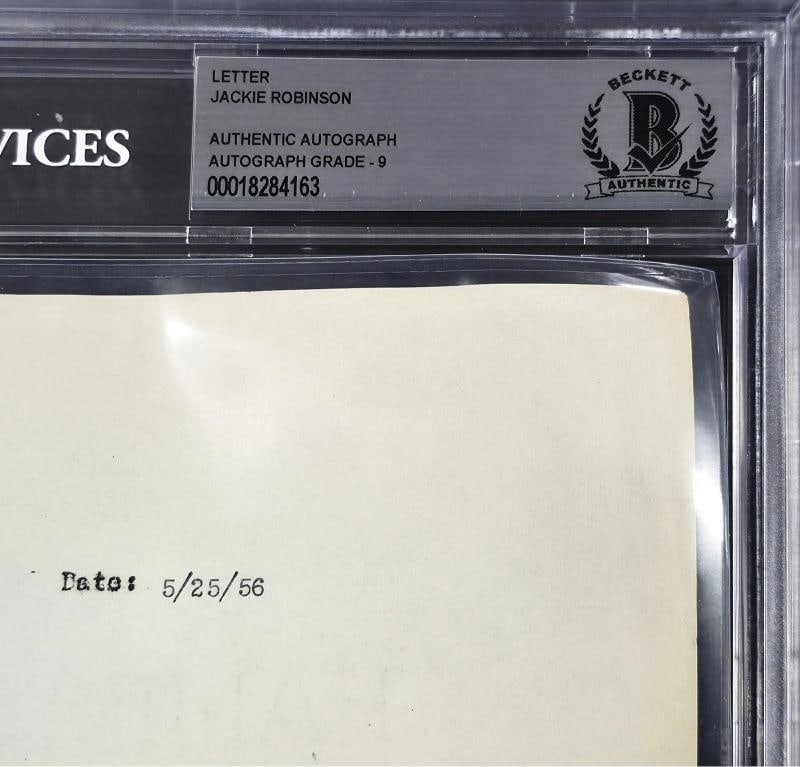 VICES
LETTER
JACKIE ROBINSON
AUTHENTIC AUTOGRAPH
AUTOGRAPH GRADE - 9
00018284163
BECKETT
B
AUTHENTIC
Date: 5/25/56